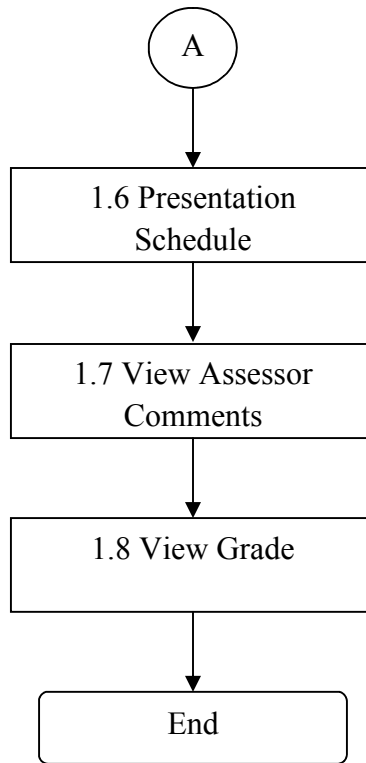 A
1.6 Presentation
Schedule
1.7 View Assessor
Comments
1.8 View Grade
End